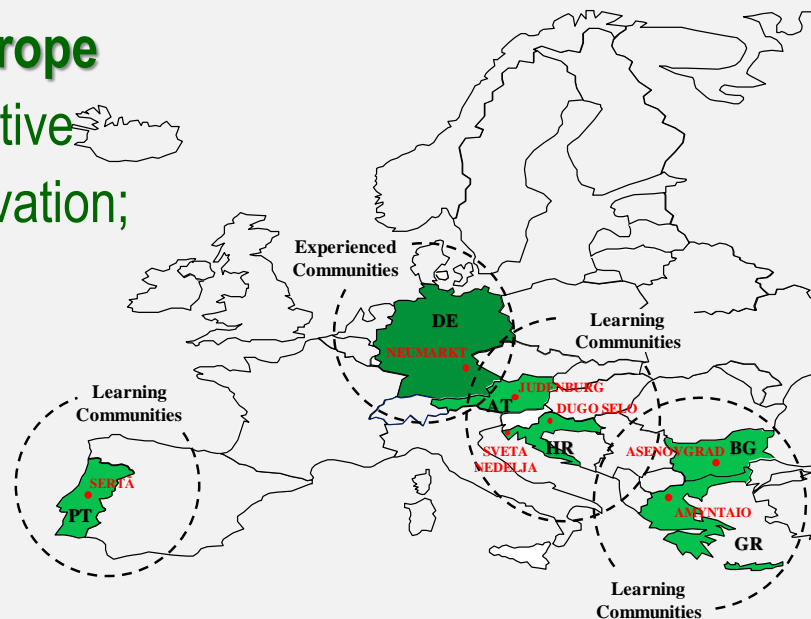 rope
tive
vation;
Experienced
Communities
DE
NEUMARKT
Learning
Communities
JUDENBURG
AT
DUGO SELO
HR
SVETA
NEDELJA
Learning
Communities
SERTÃ
PT
ASENOVGRAD
BG
AMYNTAIO
GR
Learning
Communities